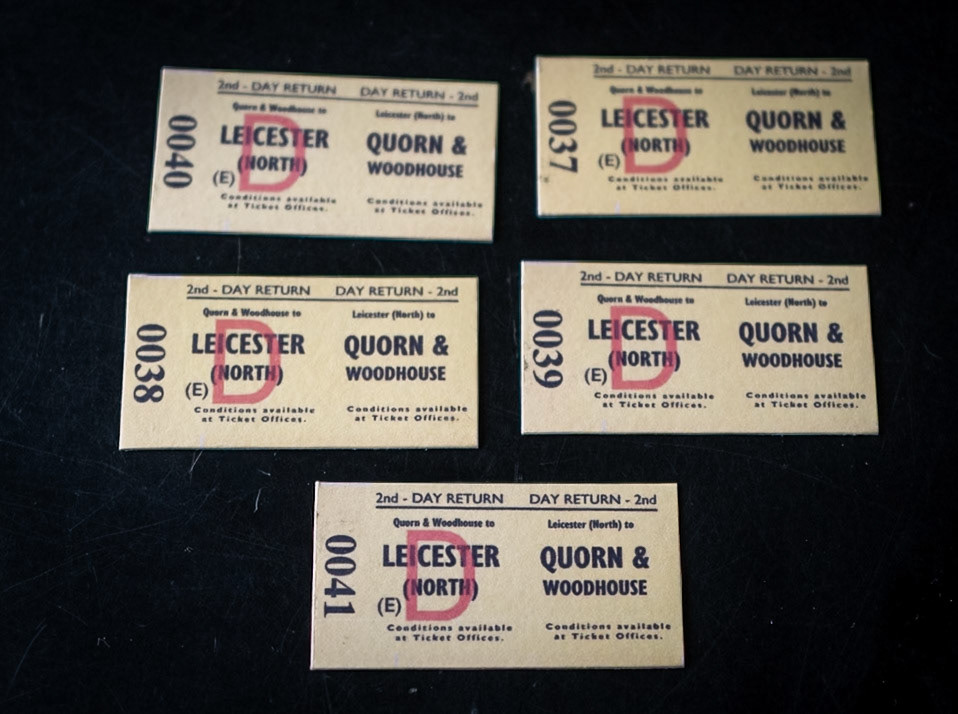 0040
2nd - DAY RETURN DAY RETURN - 2nd
Quorn & Woodhouse to Leicester (North) to
LEICESTER QUORN &
(NORTH) WOODHOUSE
(E) D
Conditions available Conditions available
at Ticket Offices. at Ticket Offices.
0037
2nd - DAY RETURN DAY RETURN - 2nd
Quorn & Woodhouse to Leicester (North) to
LEICESTER QUORN &
(NORTH) WOODHOUSE
(E) D
Conditions available Conditions available
at Ticket Offices. at Ticket Offices.
0038
2nd - DAY RETURN DAY RETURN - 2nd
Quorn & Woodhouse to Leicester (North) to
LEICESTER QUORN &
(NORTH) WOODHOUSE
(E) D
Conditions available Conditions available
at Ticket Offices. at Ticket Offices.
0039
2nd - DAY RETURN DAY RETURN - 2nd
Quorn & Woodhouse to Leicester (North) to
LEICESTER QUORN &
(NORTH) WOODHOUSE
(E) D
Conditions available Conditions available
at Ticket Offices. at Ticket Offices.
0041
2nd - DAY RETURN DAY RETURN - 2nd
Quorn & Woodhouse to Leicester (North) to
LEICESTER QUORN &
(NORTH) WOODHOUSE
(E) D
Conditions available Conditions available
at Ticket Offices. at Ticket Offices.